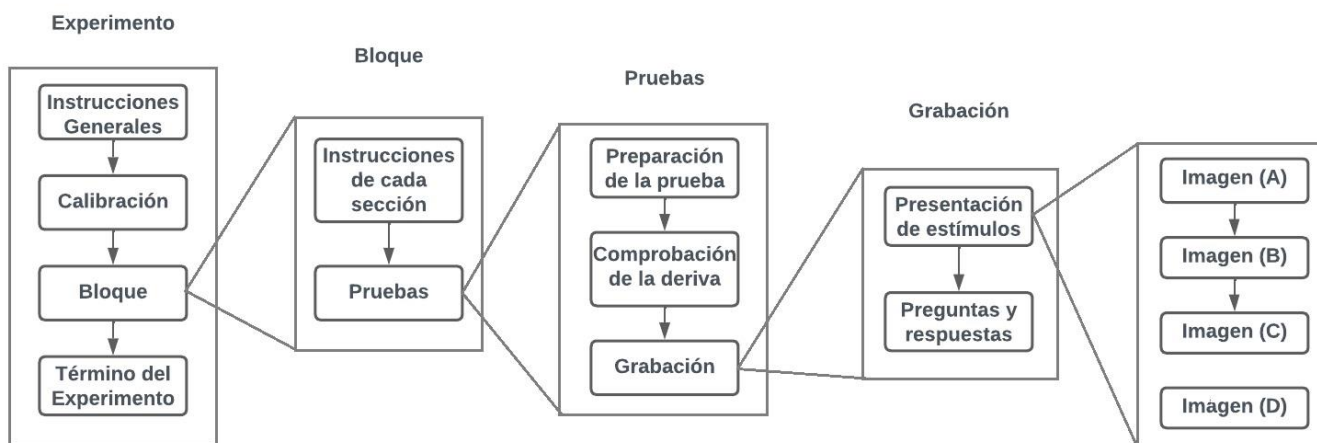 Experimento
Instrucciones
Generales
Calibración
Bloque
Término del
Experimento
Bloque
Instrucciones
de cada
sección
Pruebas
Pruebas
Preparación
de la prueba
Comprobación
de la deriva
Grabación
Grabación
Presentación
de estímulos
Preguntas y
respuestas
Imagen (A)
Imagen (B)
Imagen (C)
Imagen (D)